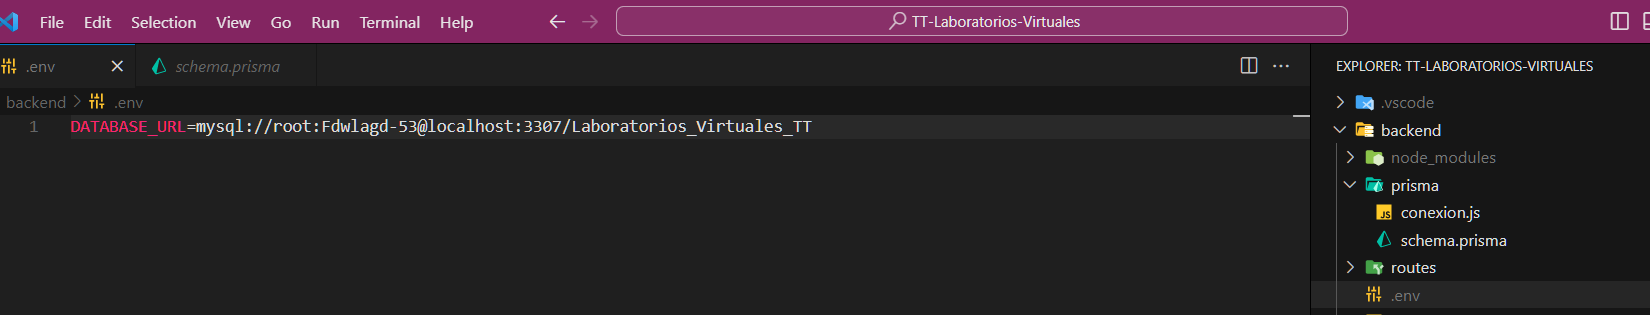 File Edit Selection View Go Run Terminal Help
TT-Laboratorios-Virtuales
.env
schema.prisma
backend > .env
1 DATABASE_URL=mysql://root:Fdwlagd-53@localhost:3307/Laboratorios_Virtuales_TT
EXPLORER: TT-LABORATORIOS-VIRTUALES
.vscode
backend
node_modules
prisma
JS conexion.js
schema.prisma
routes
.env